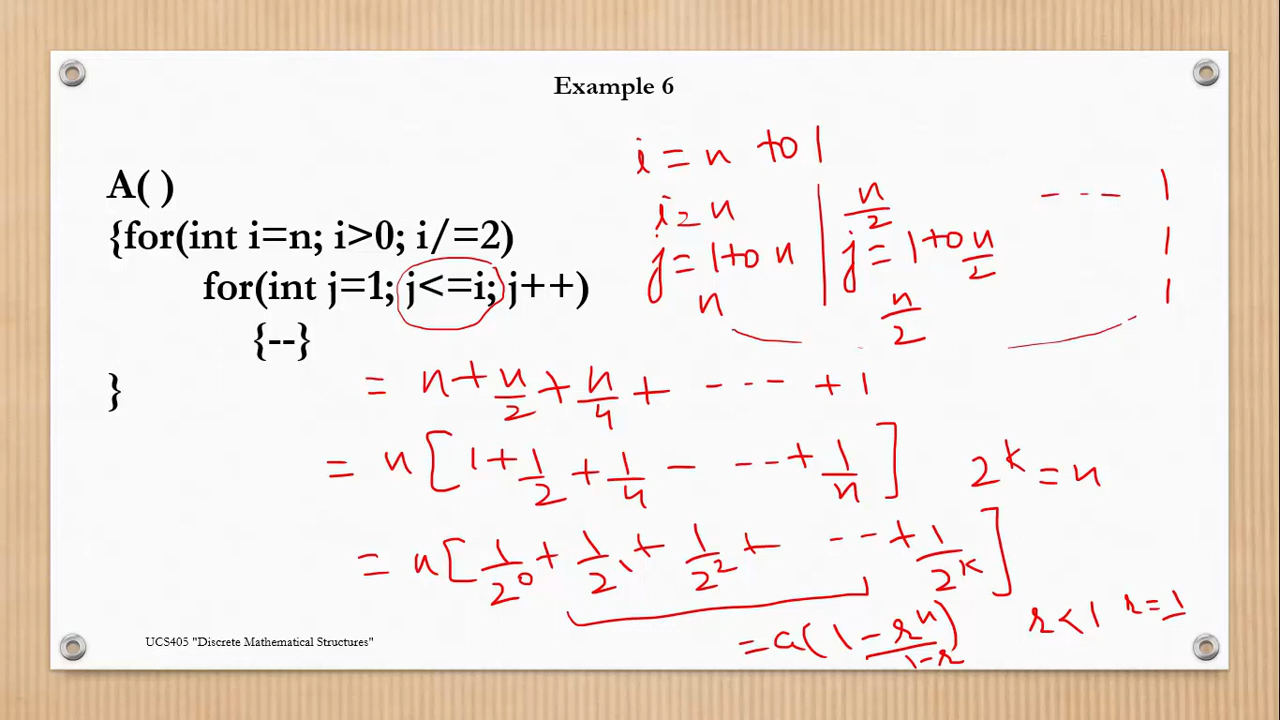 Example 6
A( )
{for(int i=n; i>0; i/=2)
for(int j=1; j<=i; j++)
{--}
}
i = n to 1
i = n | n/2 --- 1
j = 1 to n | j = 1 to n/2 1
n n/2 1
= n + n/2 + n/4 + ---- + 1
= n[1 + 1/2 + 1/4 - --- + 1/n] 2^k = n
= n[1/2^0 + 1/2^1 + 1/2^2 + --- + 1/2^k]
= a(1 - r^n)/1-r r<1 r=1
UCS405 "Discrete Mathematical Structures"